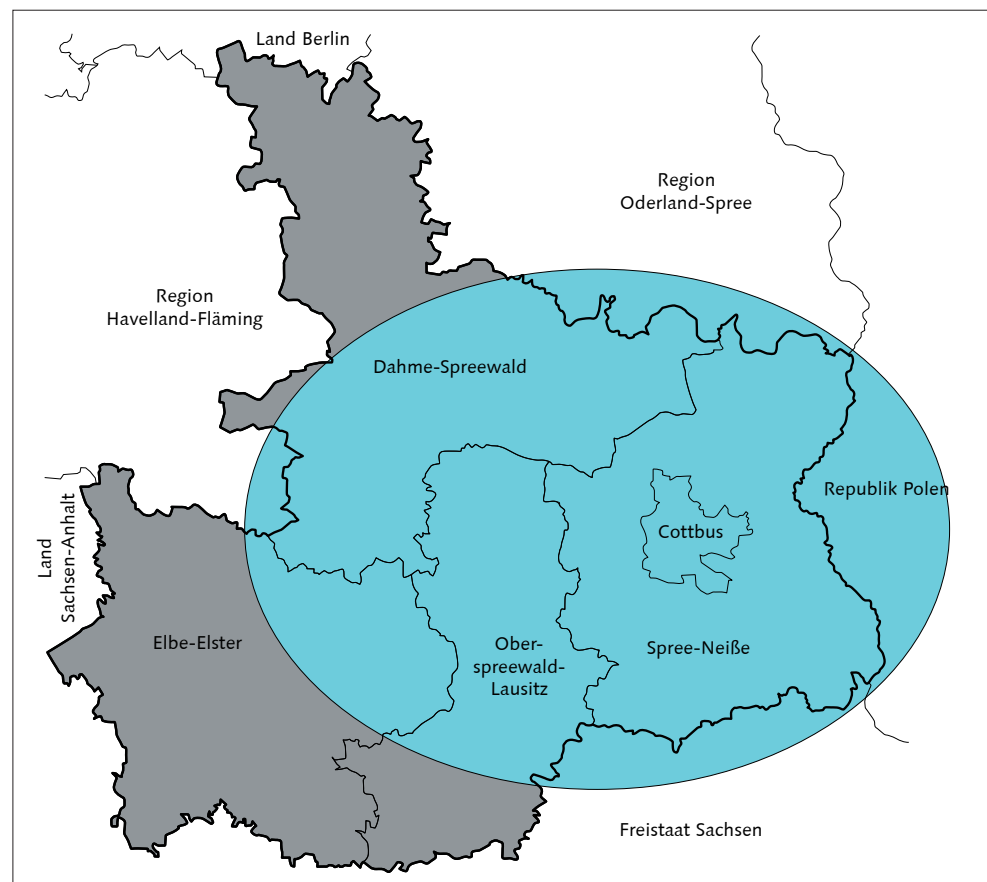 Land Berlin
Region
Oderland-Spree
Region
Havelland-Fläming
Dahme-Spreewald
Republik Polen
Land
Sachsen-Anhalt
Cottbus
Elbe-Elster
Ober-
spreewald-
Lausitz
Spree-Neiße
Freistaat Sachsen